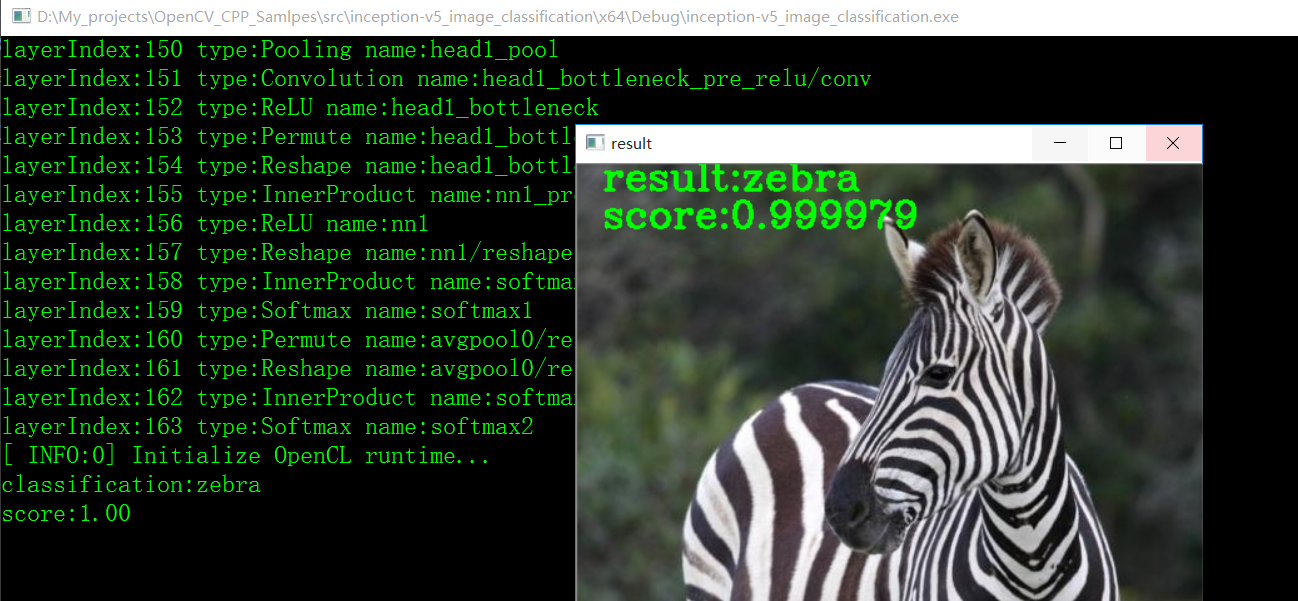 D:\My_projects\OpenCV_CPP_Samlpes\src\inception-v5_image_classification\x64\Debug\inception-v5_image_classification.exe
layerIndex:150 type:Pooling name:head1_pool
layerIndex:151 type:Convolution name:head1_bottleneck_pre_relu/conv
layerIndex:152 type:ReLU name:head1_bottleneck
layerIndex:153 type:Permute name:head1_bottl
layerIndex:154 type:Reshape name:head1_bottl
layerIndex:155 type:InnerProduct name:nn1_pr
layerIndex:156 type:ReLU name:nn1
layerIndex:157 type:Reshape name:nn1/reshape
layerIndex:158 type:InnerProduct name:softma
layerIndex:159 type:Softmax name:softmax1
layerIndex:160 type:Permute name:avgpool0/re
layerIndex:161 type:Reshape name:avgpool0/re
layerIndex:162 type:InnerProduct name:softma
layerIndex:163 type:Softmax name:softmax2
[ INFO:0] Initialize OpenCL runtime...
classification:zebra
score:1.00
result
result:zebra
score:0.999979